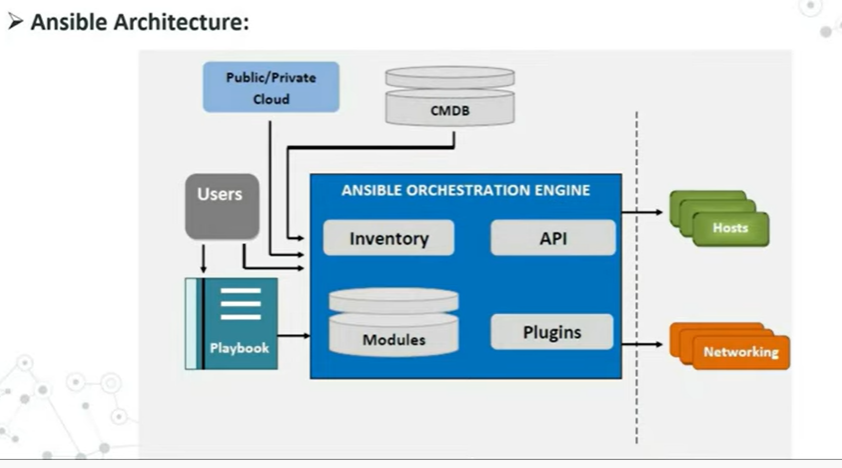 ➢ Ansible Architecture:
Public/Private
Cloud
CMDB
Users
ANSIBLE ORCHESTRATION ENGINE
Inventory
API
Hosts
Modules
Plugins
Playbook
Networking